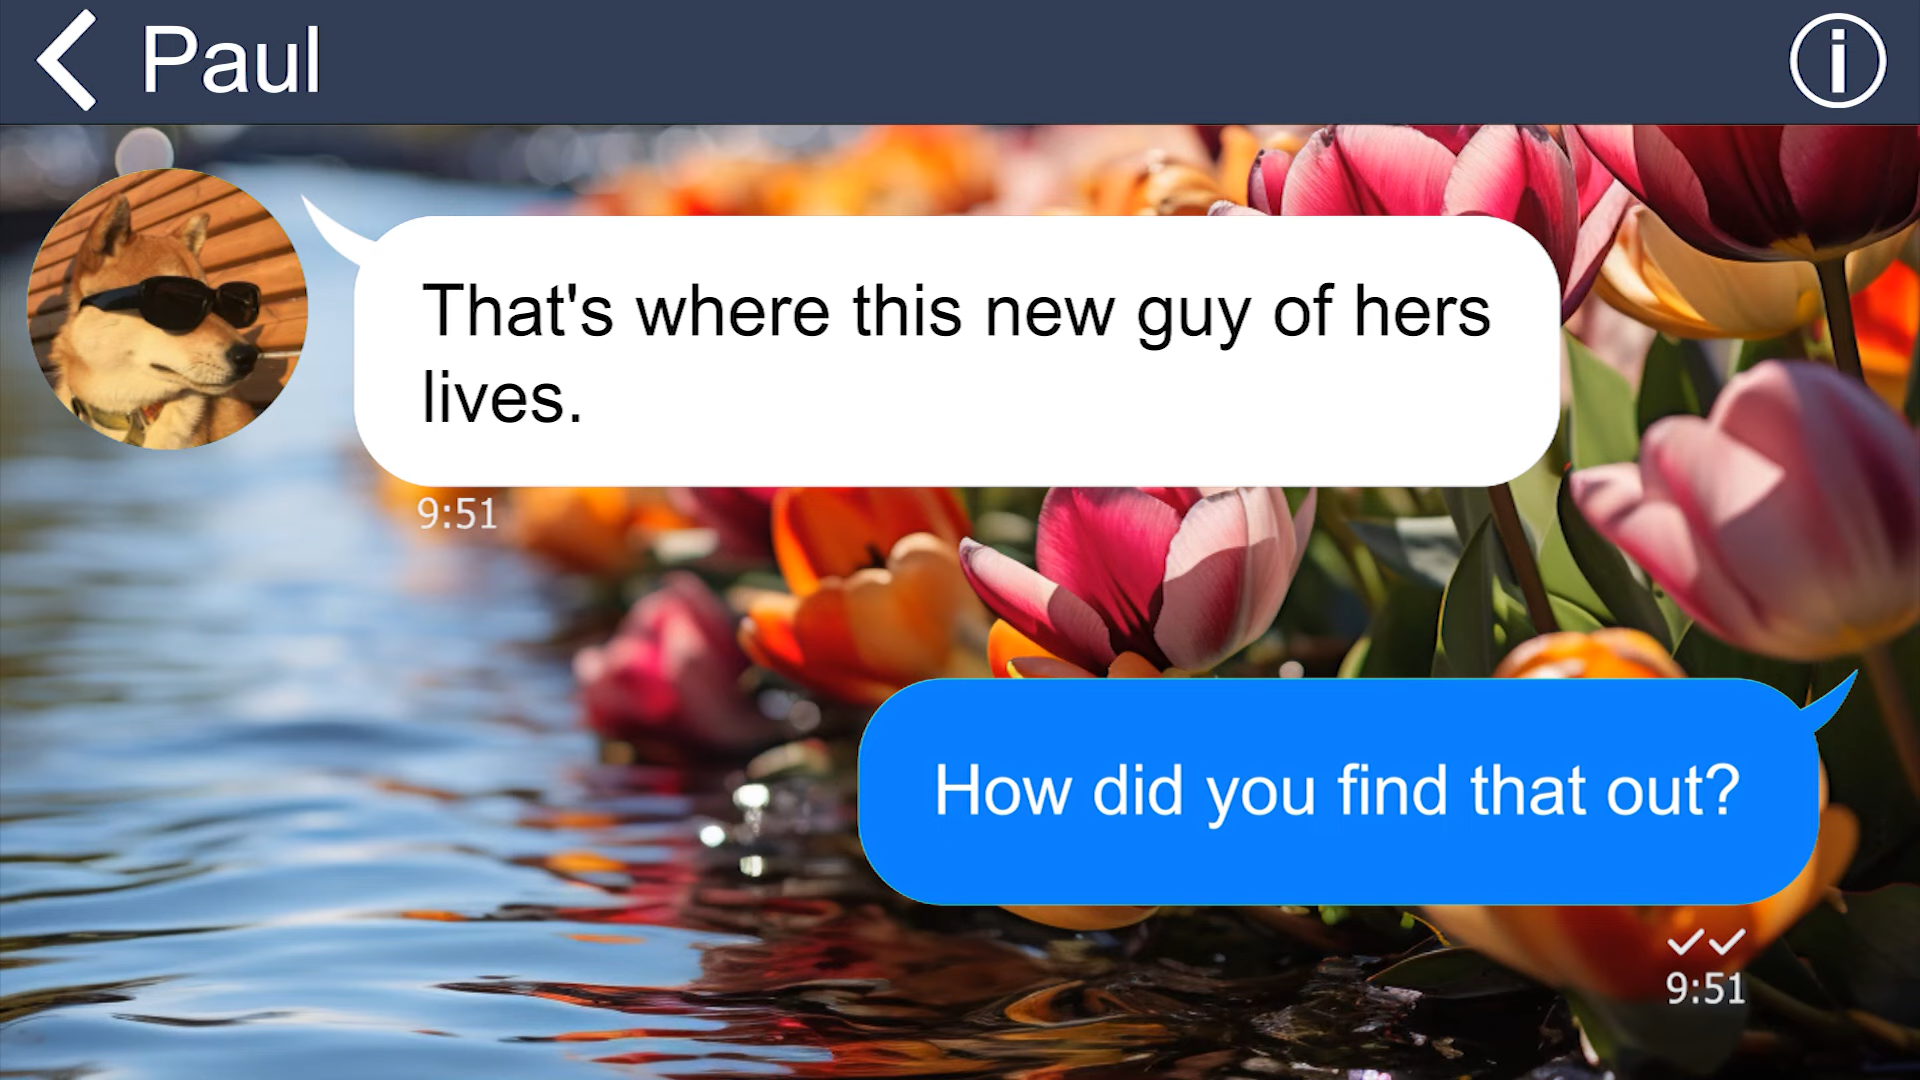 Paul
That's where this new guy of hers
lives.
9:51
How did you find that out?
9:51